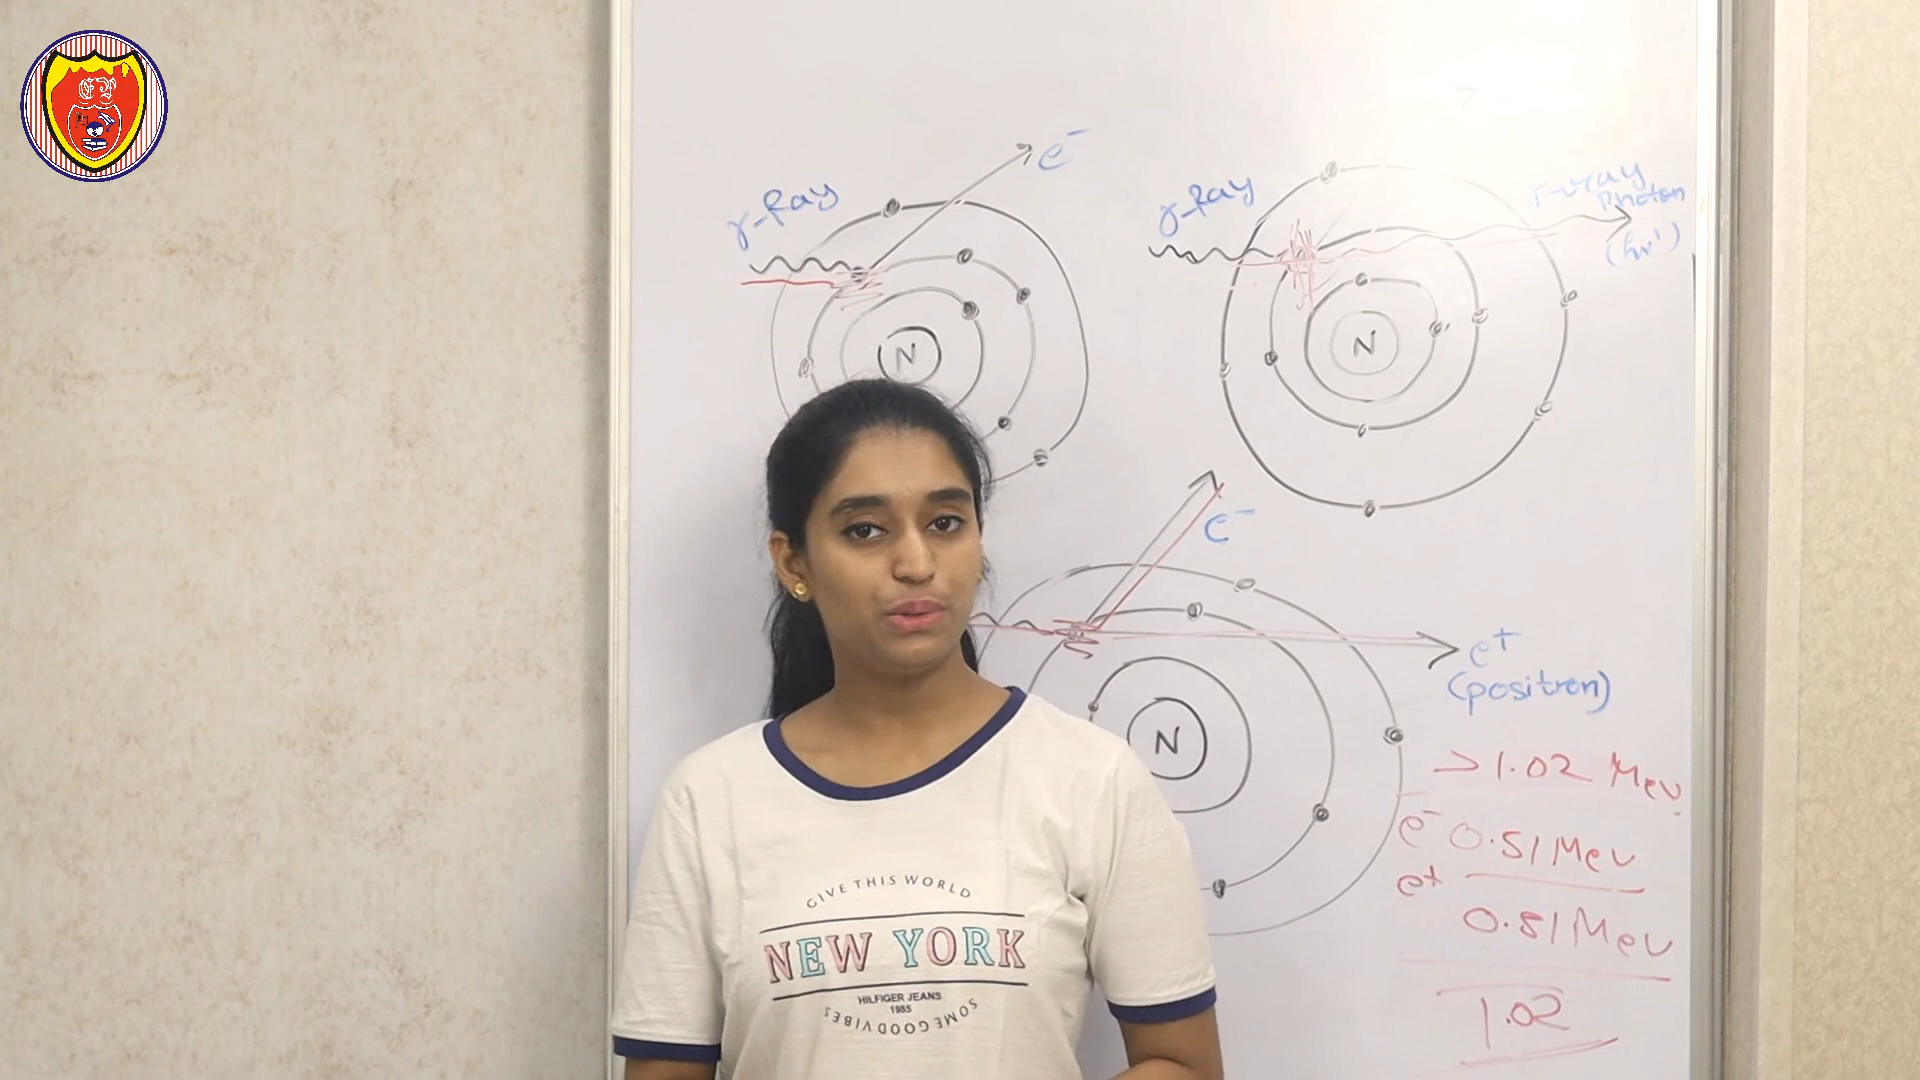 γ-Ray
e⁻
N
γ-Ray
γ-ray
Photon
(hν')
N
e⁻
e⁺
(positron)
N
>1.02 Mev
e⁻ 0.51 Mev
e⁺
0.51 Mev
1.02
GIVE THIS WORLD
NEW YORK
HILFIGER JEANS
1985
SOME GOOD VIBES